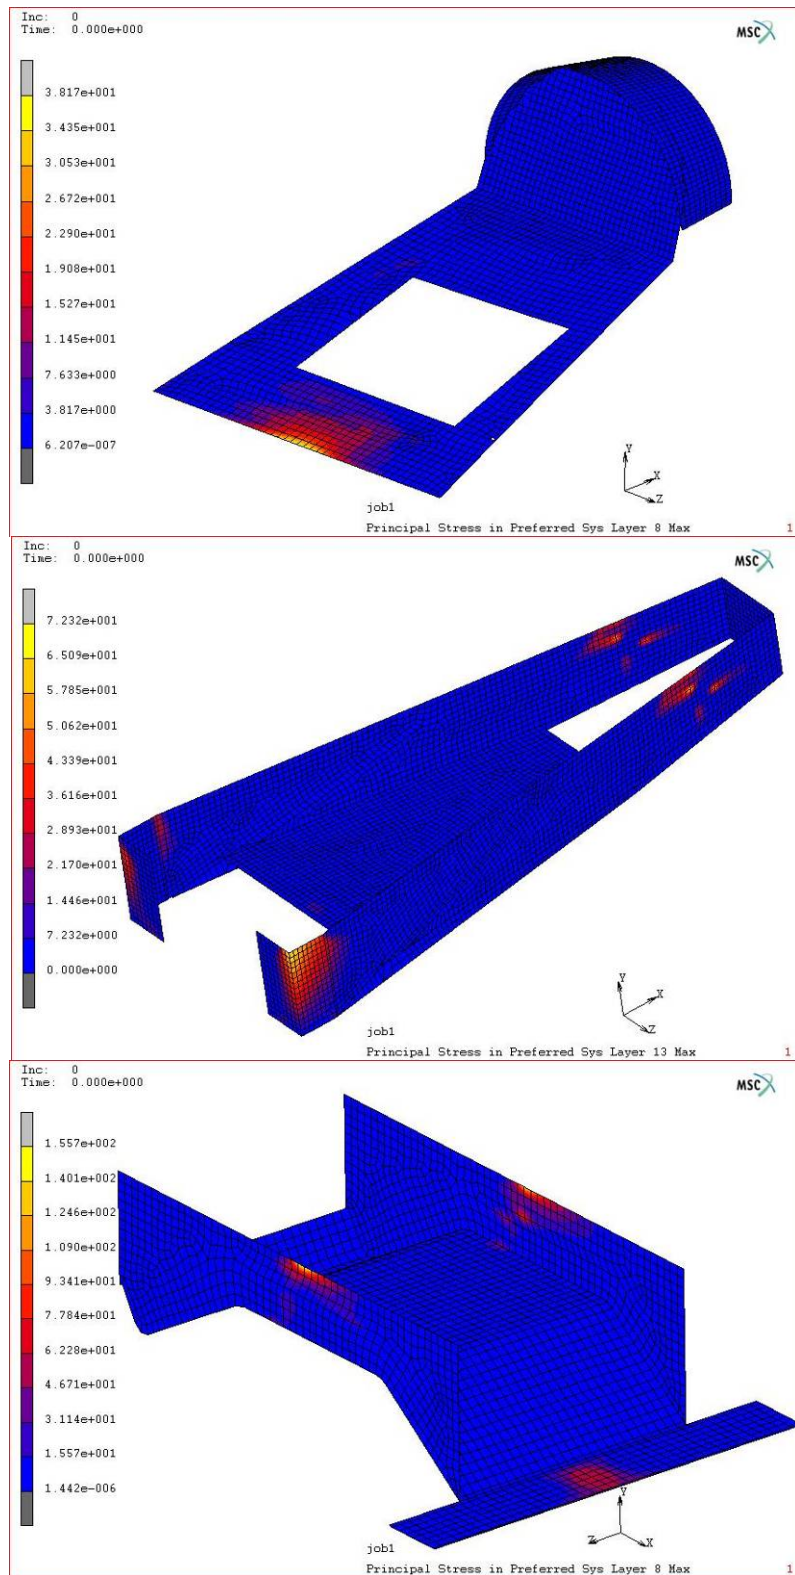 Inc: 0
Time: 0.000e+000
MSC
3.817e+001
3.435e+001
3.053e+001
2.672e+001
2.290e+001
1.908e+001
1.527e+001
1.145e+001
7.633e+000
3.817e+000
6.207e-007
Y
X
Z
job1
Principal Stress in Preferred Sys Layer 8 Max 1
Inc: 0
Time: 0.000e+000
MSC
7.232e+001
6.509e+001
5.785e+001
5.062e+001
4.339e+001
3.616e+001
2.893e+001
2.170e+001
1.446e+001
7.232e+000
0.000e+000
Y
X
Z
job1
Principal Stress in Preferred Sys Layer 13 Max 1
Inc: 0
Time: 0.000e+000
MSC
1.557e+002
1.401e+002
1.246e+002
1.090e+002
9.341e+001
7.784e+001
6.228e+001
4.671e+001
3.114e+001
1.557e+001
1.442e-006
Y
Z
X
job1
Principal Stress in Preferred Sys Layer 8 Max 1